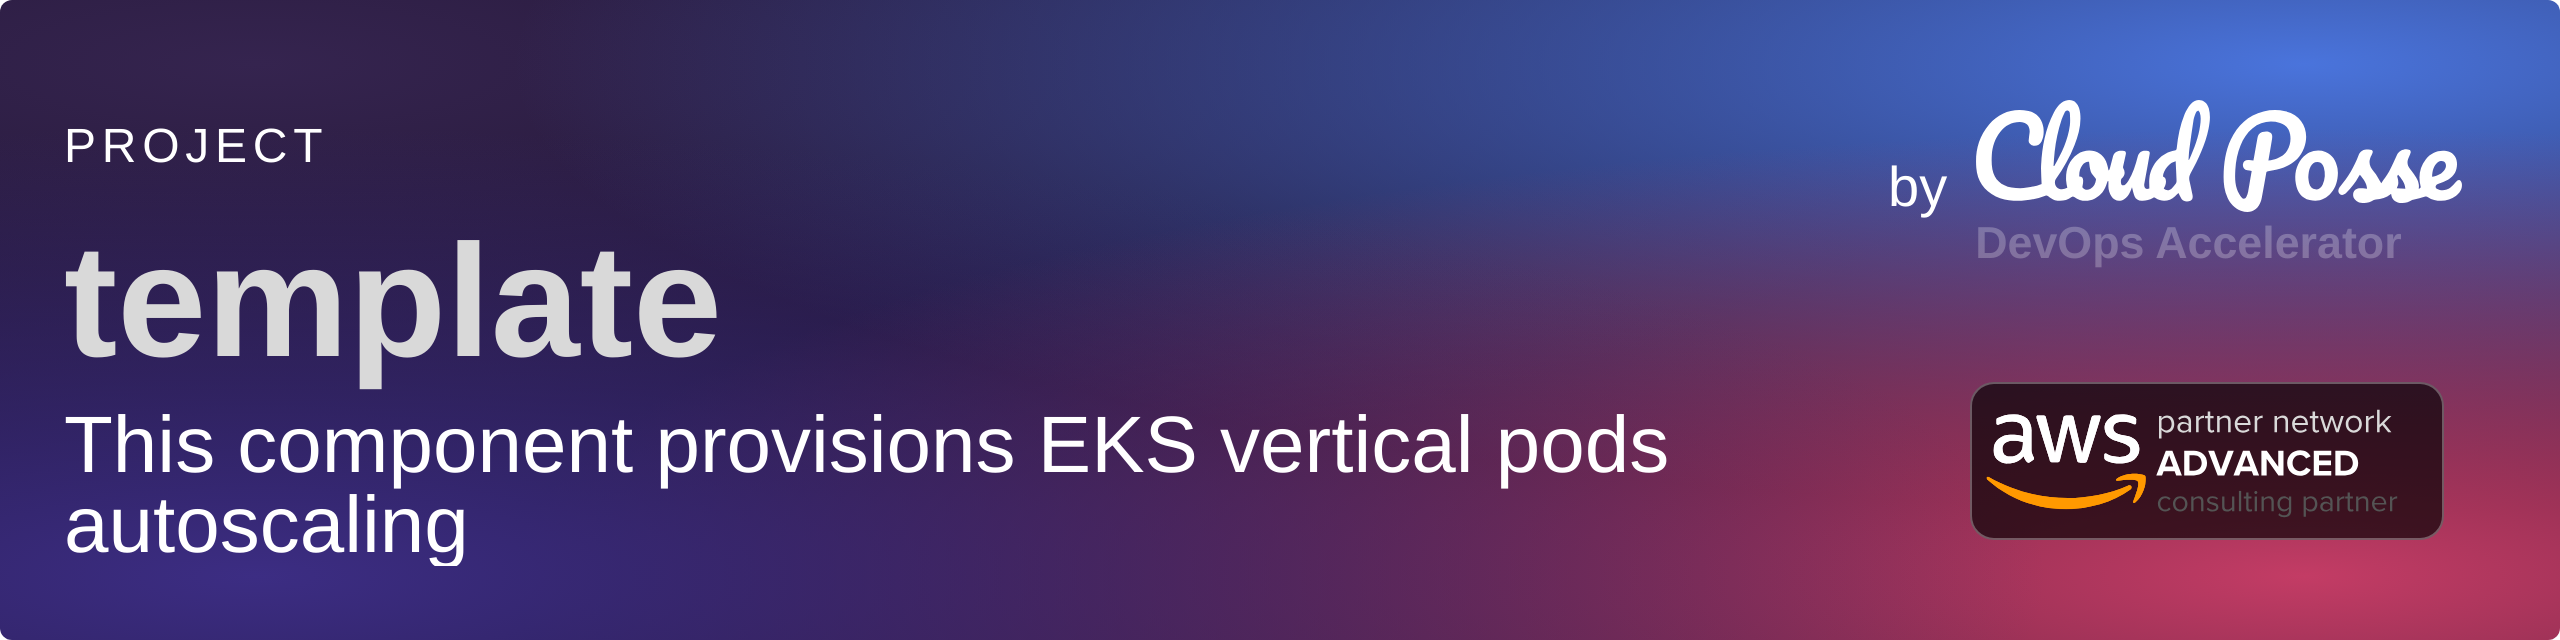 PROJECT
template
This component provisions EKS vertical pods
autoscaling
by Cloud Posse
DevOps Accelerator
aws partner network
ADVANCED
consulting partner